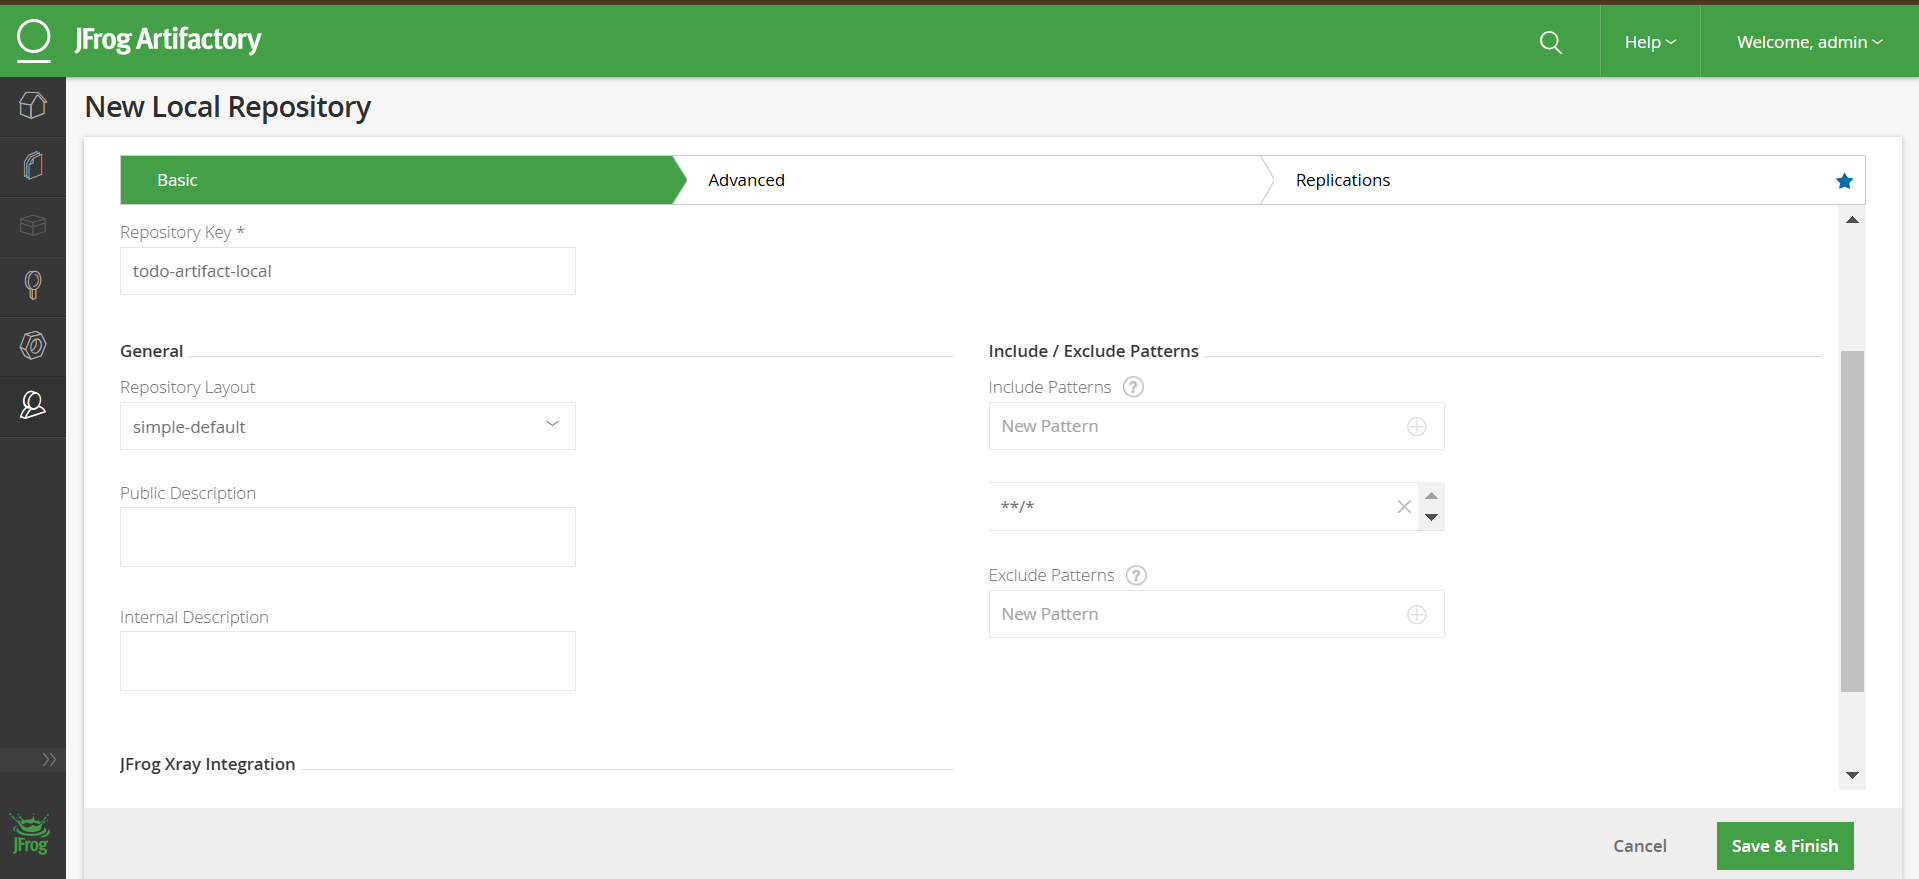 JFrog Artifactory
Help
Welcome, admin
New Local Repository
Basic
Advanced
Replications
Repository Key *
todo-artifact-local
General
Include / Exclude Patterns
Repository Layout
Include Patterns ?
simple-default
New Pattern
Public Description
**/*
Exclude Patterns ?
New Pattern
Internal Description
JFrog Xray Integration
JFrog
Cancel
Save & Finish